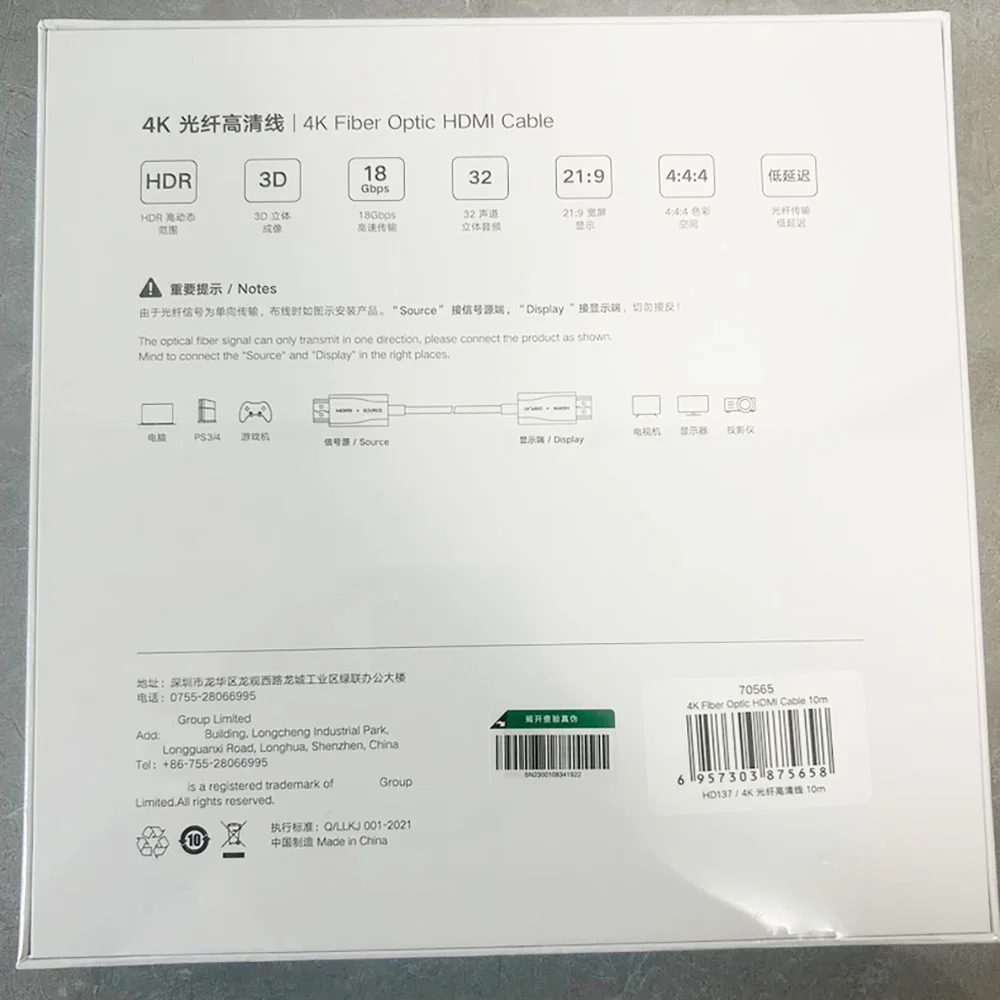 4K 光纤高清线 | 4K Fiber Optic HDMI Cable
HDR
3D
18
Gbps
32
21:9
4:4:4
低延迟
HDR 高动态
范围
3D 立体
成像
18Gbps
高速传输
32 声道
立体音频
21:9 宽屏
显示
4:4:4 色彩
空间
光纤传输
低延迟
重要提示 / Notes
由于光纤信号为单向传输，布线时如图示安装产品。“Source” 接信号源端，“Display” 接显示端，切勿接反！
The optical fiber signal can only transmit in one direction, please connect the product as shown.
Mind to connect the "Source" and "Display" in the right places.
HDMI • SOURCE
HDMI • DISPLAY
电脑
PS3/4
游戏机
信号源 / Source
显示端 / Display
电视机
显示器
投影仪
地址：深圳市龙华区龙观西路龙城工业区绿联办公大楼
电话：0755-28066995
Group Limited
Add: Building, Longcheng Industrial Park,
Longguanxi Road, Longhua, Shenzhen, China
Tel: +86-755-28066995
is a registered trademark of Group
Limited.All rights reserved.
10
执行标准：Q/LLKJ 001-2021
中国制造 Made in China
揭开查验真伪
SN2300108341922
70565
4K Fiber Optic HDMI Cable 10m
6 957303 875658
HD137 / 4K 光纤高清线 10m